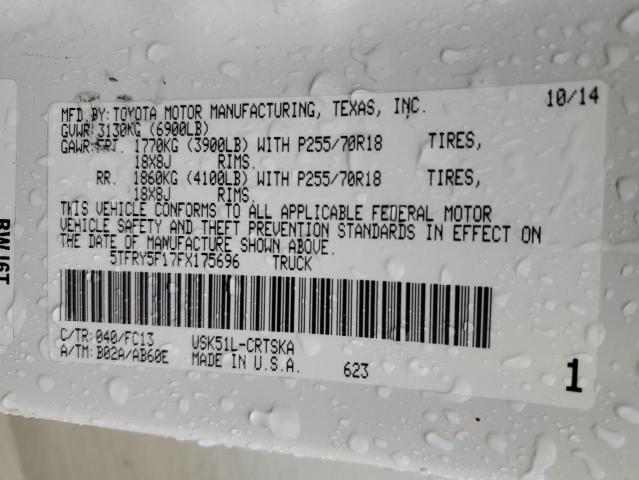 MFD. BY: TOYOTA MOTOR MANUFACTURING, TEXAS, INC. 10/14
GVWR: 3130KG (6900LB)
GAWR: FRT. 1770KG (3900LB) WITH P255/70R18 TIRES,
18X8J RIMS.
RR. 1860KG (4100LB) WITH P255/70R18 TIRES,
18X8J RIMS.
THIS VEHICLE CONFORMS TO ALL APPLICABLE FEDERAL MOTOR
VEHICLE SAFETY AND THEFT PREVENTION STANDARDS IN EFFECT ON
THE DATE OF MANUFACTURE SHOWN ABOVE.
5TFRY5F17FX175696 TRUCK
C/TR: 040/FC13 USK51L-CRTSKA
A/TM: B02A/AB60E MADE IN U.S.A. 623 1